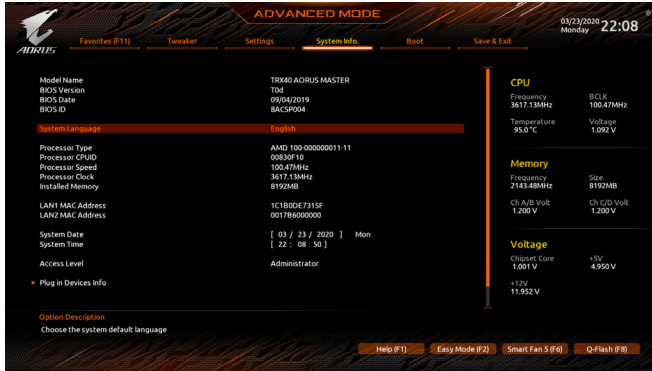 ADVANCED MODE
03/23/2020 Monday 22:08
AORUS
Favorites (F11) Tweaker Settings System Info. Boot Save & Exit
Model Name TRX40 AORUS MASTER
BIOS Version T0d
BIOS Date 09/04/2019
BIOS ID 8ACSP004
System Language English
Processor Type AMD 100-000000011-11
Processor CPUID 00830F10
Processor Speed 100.47MHz
Processor Clock 3617.13MHz
Installed Memory 8192MB
LAN1 MAC Address 1C1B0DE7315F
LAN2 MAC Address 0017B6000000
System Date [ 03 / 23 / 2020 ] Mon
System Time [ 22 : 08 : 50 ]
Access Level Administrator
Plug in Devices Info
CPU
Frequency BCLK
3617.13MHz 100.47MHz
Temperature Voltage
95.0 °C 1.092 V
Memory
Frequency Size
2143.48MHz 8192MB
Ch A/B Volt Ch C/D Volt
1.200 V 1.200 V
Voltage
Chipset Core +5V
1.001 V 4.950 V
+12V
11.952 V
Option Description
Choose the system default language
Help (F1) Easy Mode (F2) Smart Fan 5 (F6) Q-Flash (F8)